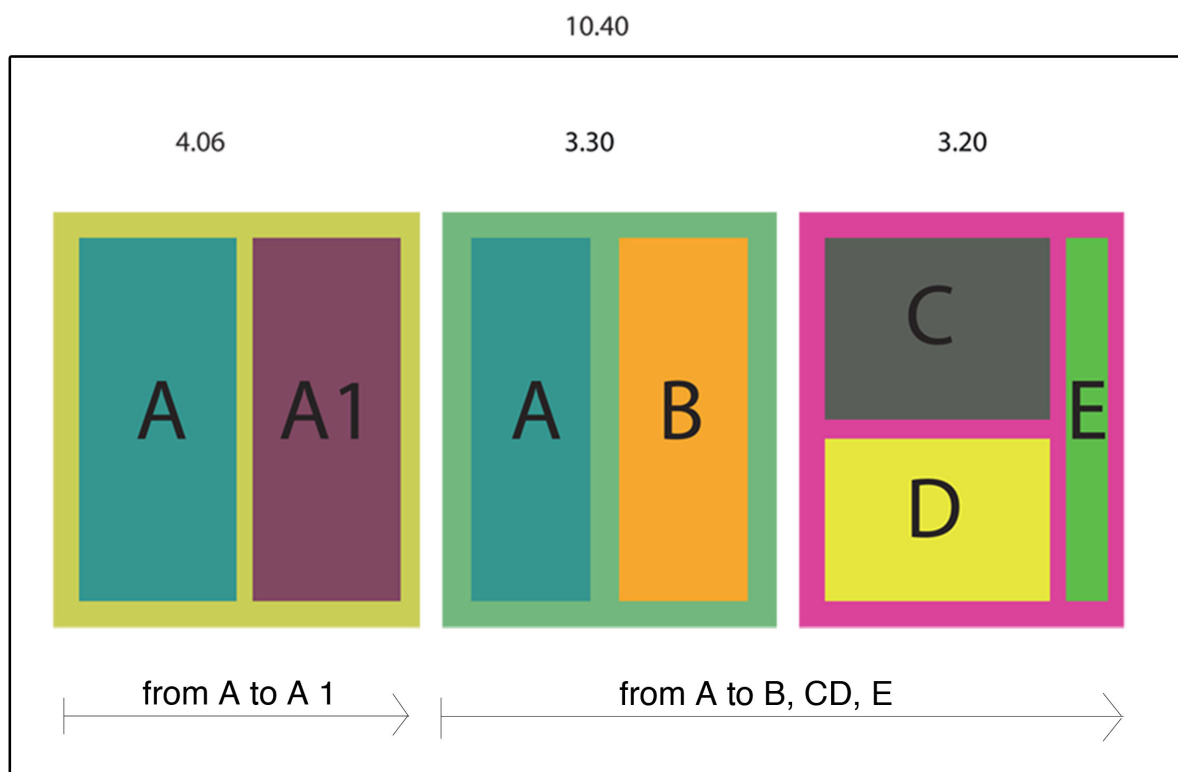 10.40
4.06 3.30 3.20
A A1 A B C
D E
from A to A 1 from A to B, CD, E